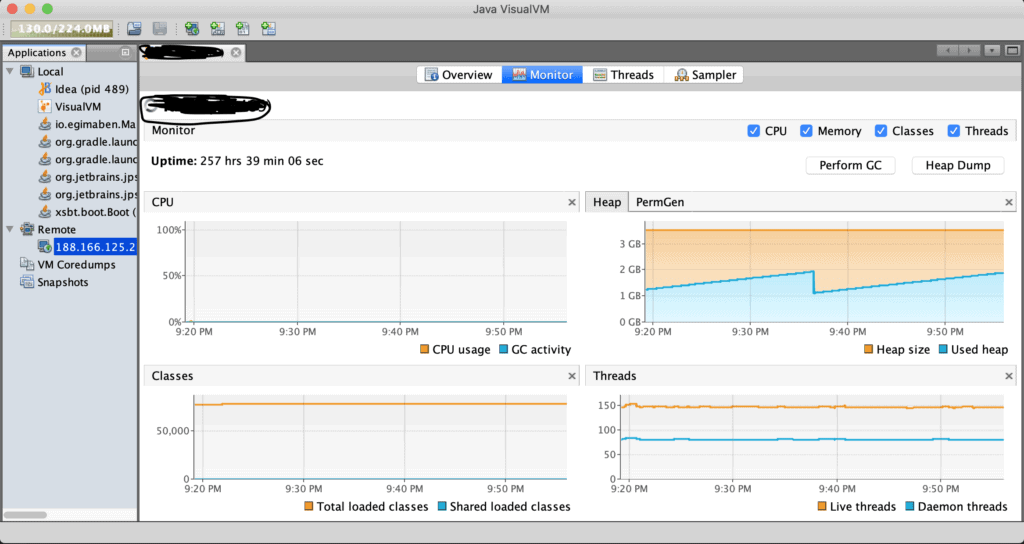 Java VisualVM
130.0/224.0MB
Applications
Local
Idea (pid 489)
VisualVM
io.egimaben.Ma
org.gradle.launc
org.gradle.launc
org.jetbrains.jps
org.jetbrains.jps
xsbt.boot.Boot (
Remote
188.166.125.2
VM Coredumps
Snapshots
Overview Monitor Threads Sampler
Monitor CPU Memory Classes Threads
Uptime: 257 hrs 39 min 06 sec Perform GC Heap Dump
CPU
100%
50%
0%
9:20 PM 9:30 PM 9:40 PM 9:50 PM
CPU usage GC activity
Heap PermGen
3 GB
2 GB
1 GB
0 GB
9:20 PM 9:30 PM 9:40 PM 9:50 PM
Heap size Used heap
Classes
50,000
0
9:20 PM 9:30 PM 9:40 PM 9:50 PM
Total loaded classes Shared loaded classes
Threads
150
100
50
0
9:20 PM 9:30 PM 9:40 PM 9:50 PM
Live threads Daemon threads